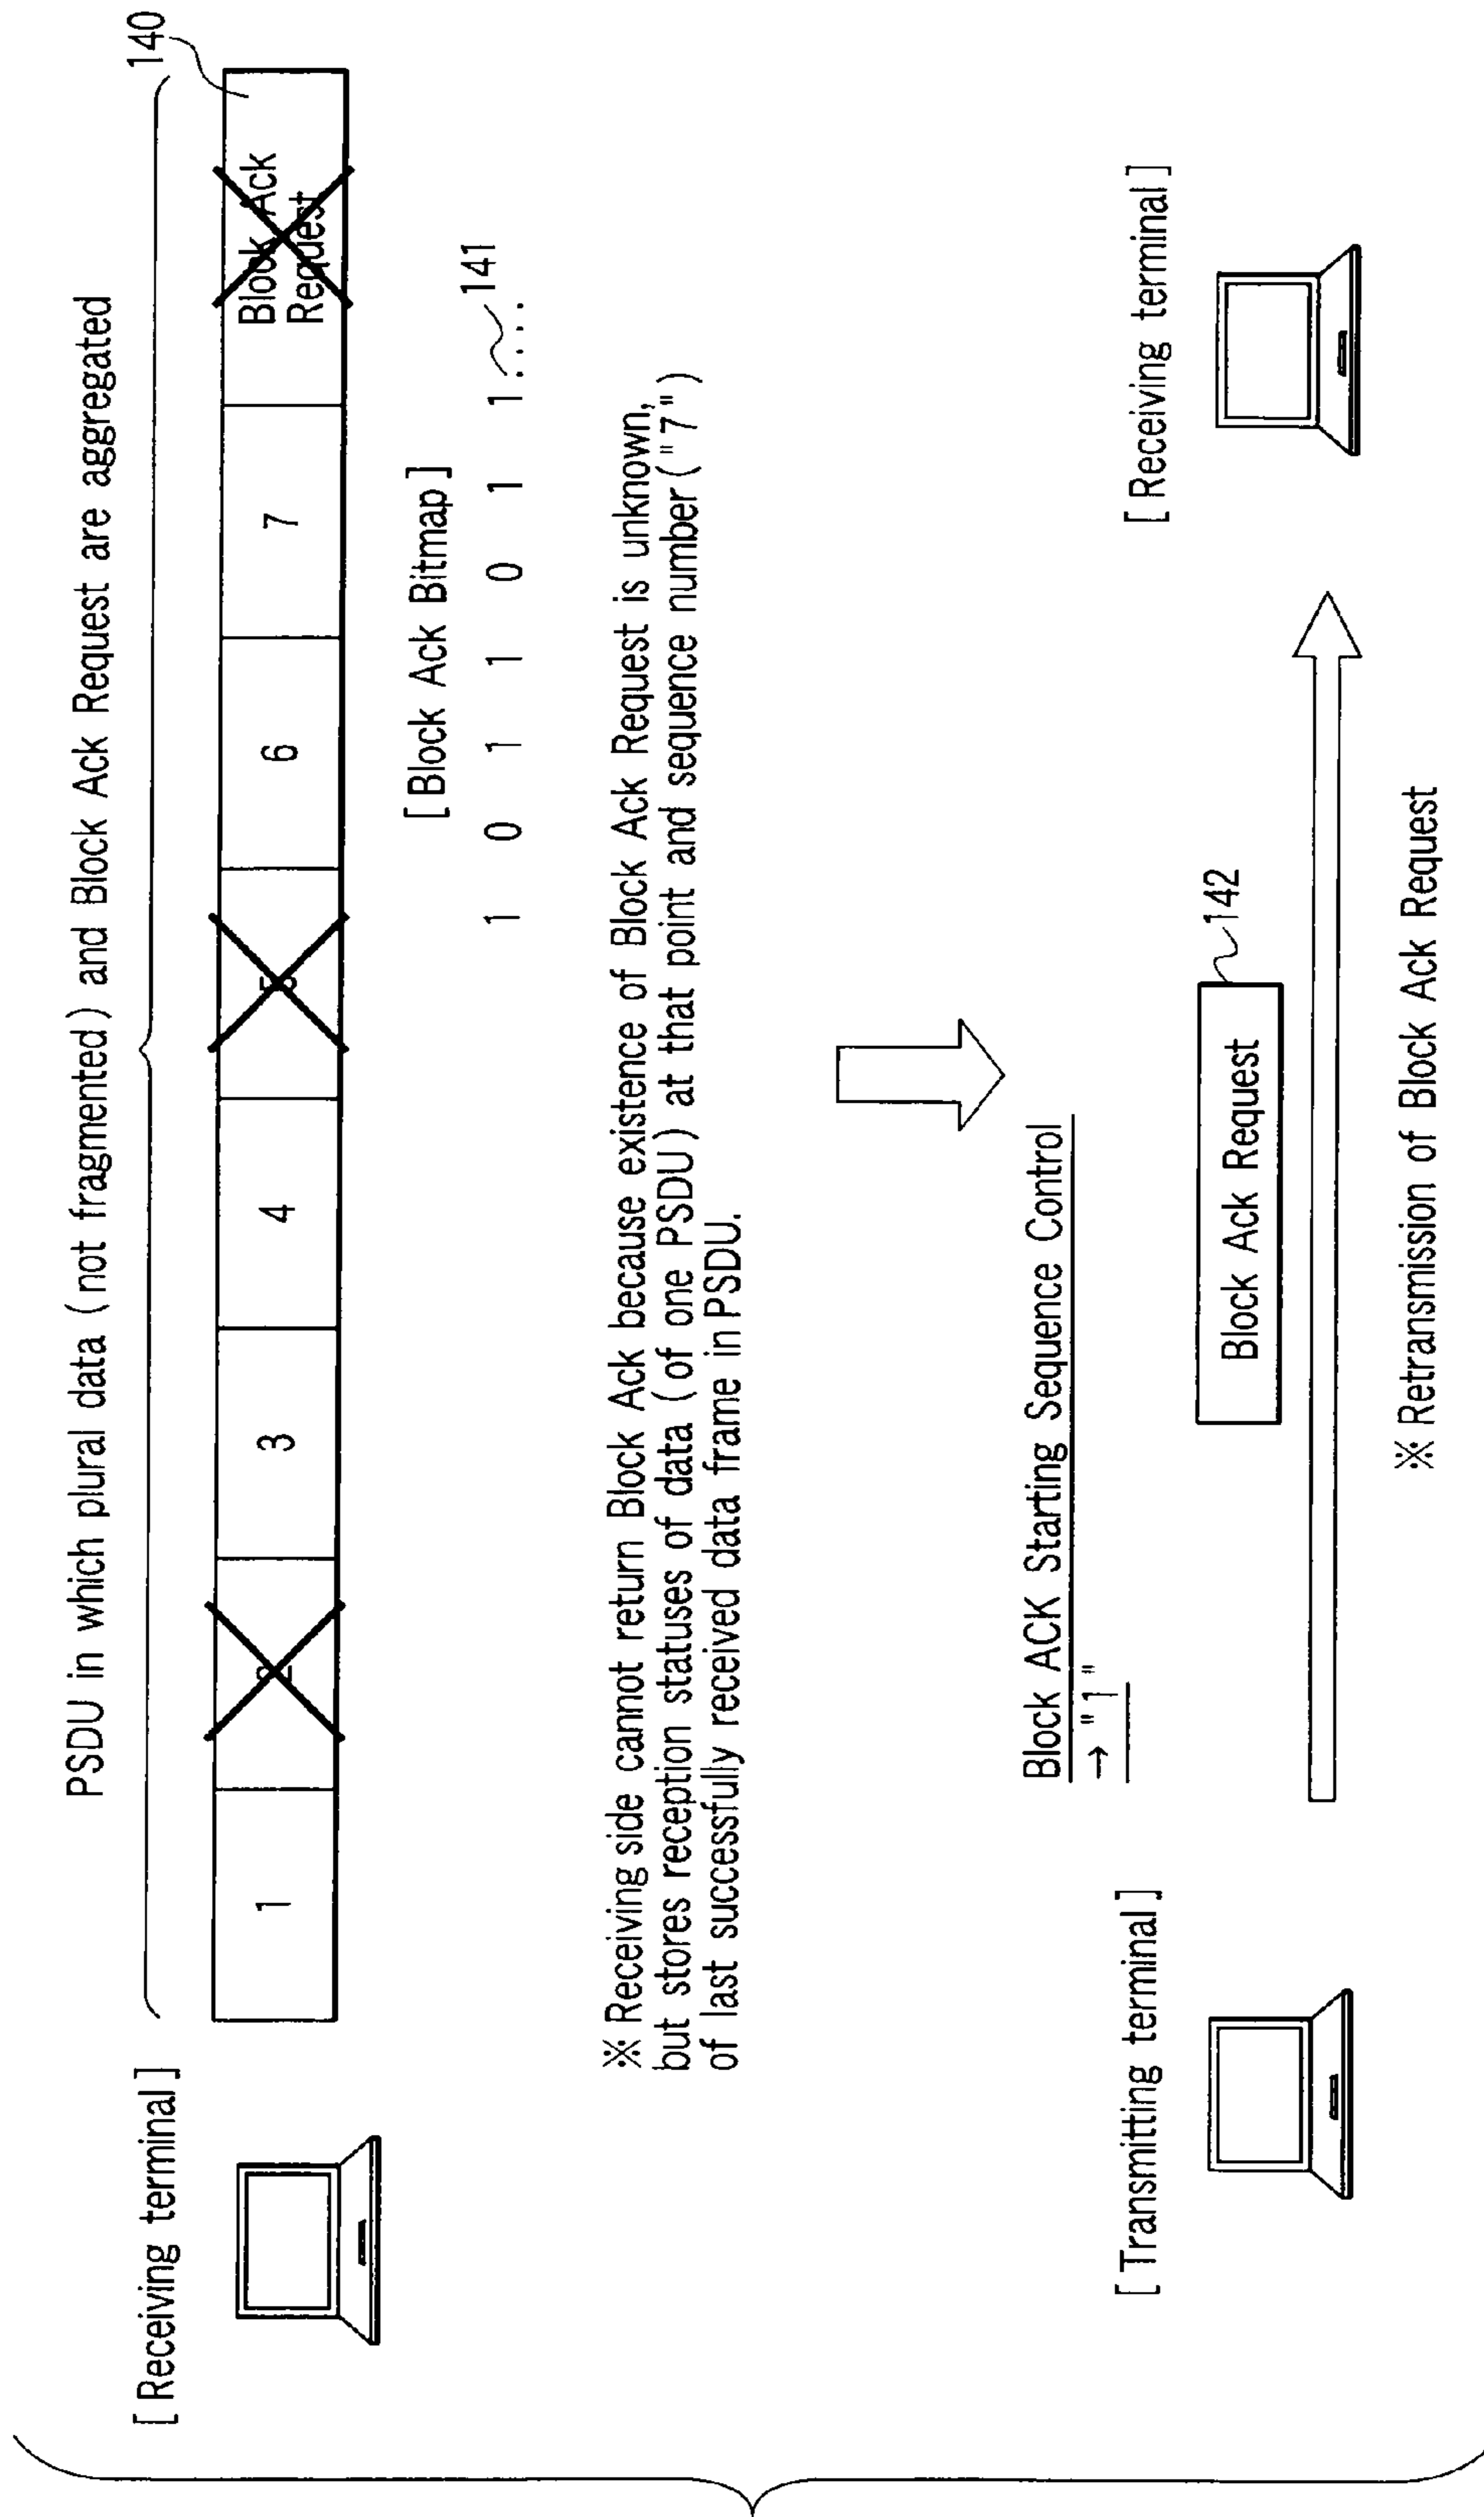 PSDU in which plural data (not fragmented) and Block Ack Request are aggregated
140
[Receiving terminal]
1 2 3 4 5 6 7 Block Ack
Request
[Block Ack Bitmap]
1 0 1 1 0 1 1 .... 141
※ Receiving side cannot return Block Ack because existence of Block Ack Request is unknown,
but stores reception statuses of data (of one PSDU) at that point and sequence number ("7")
of last successfully received data frame in PSDU.
Block ACK Starting Sequence Control
→ "1"
[Transmitting terminal]
[Receiving terminal]
142
Block Ack Request
※ Retransmission of Block Ack Request